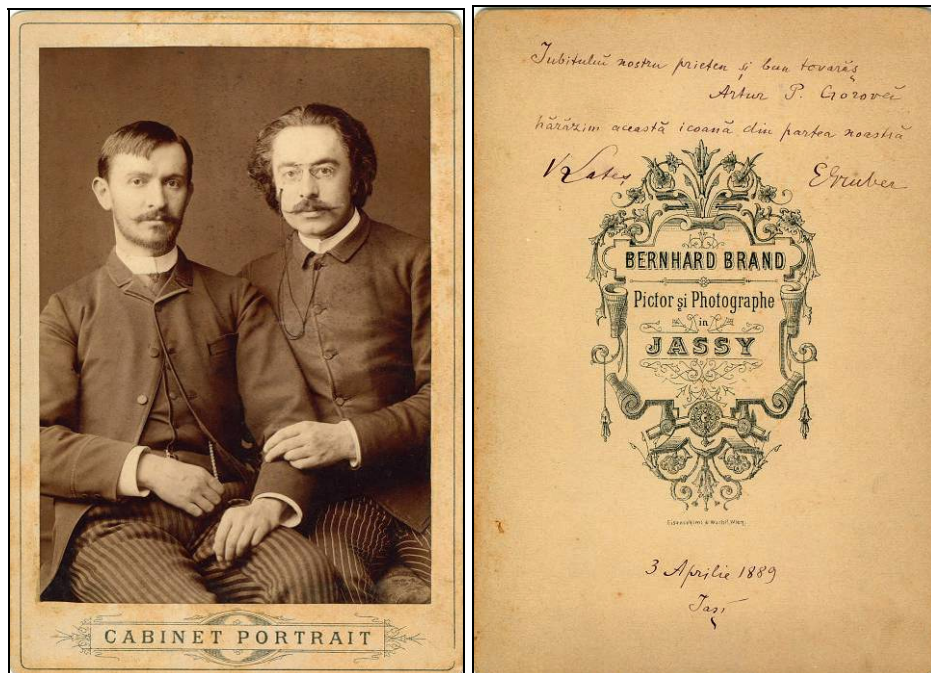 CABINET PORTRAIT
Iubitului nostru prieten și bun tovarăș
Artur P. Gorovei
hărăzim această icoană din partea noastră
V Lateș
EGruber
BERNHARD BRAND
Pictor și Photographe
in
JASSY
3 Aprilie 1889
Iași